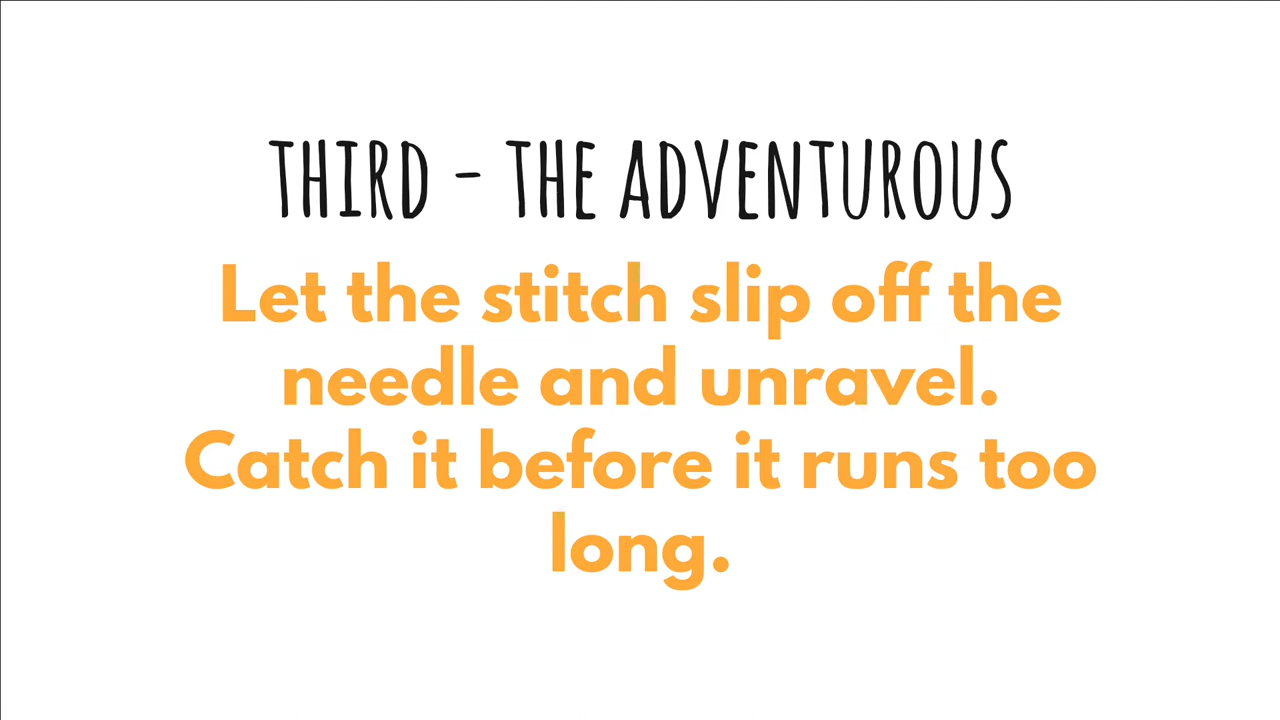 THIRD - THE ADVENTUROUS
Let the stitch slip off the
needle and unravel.
Catch it before it runs too
long.